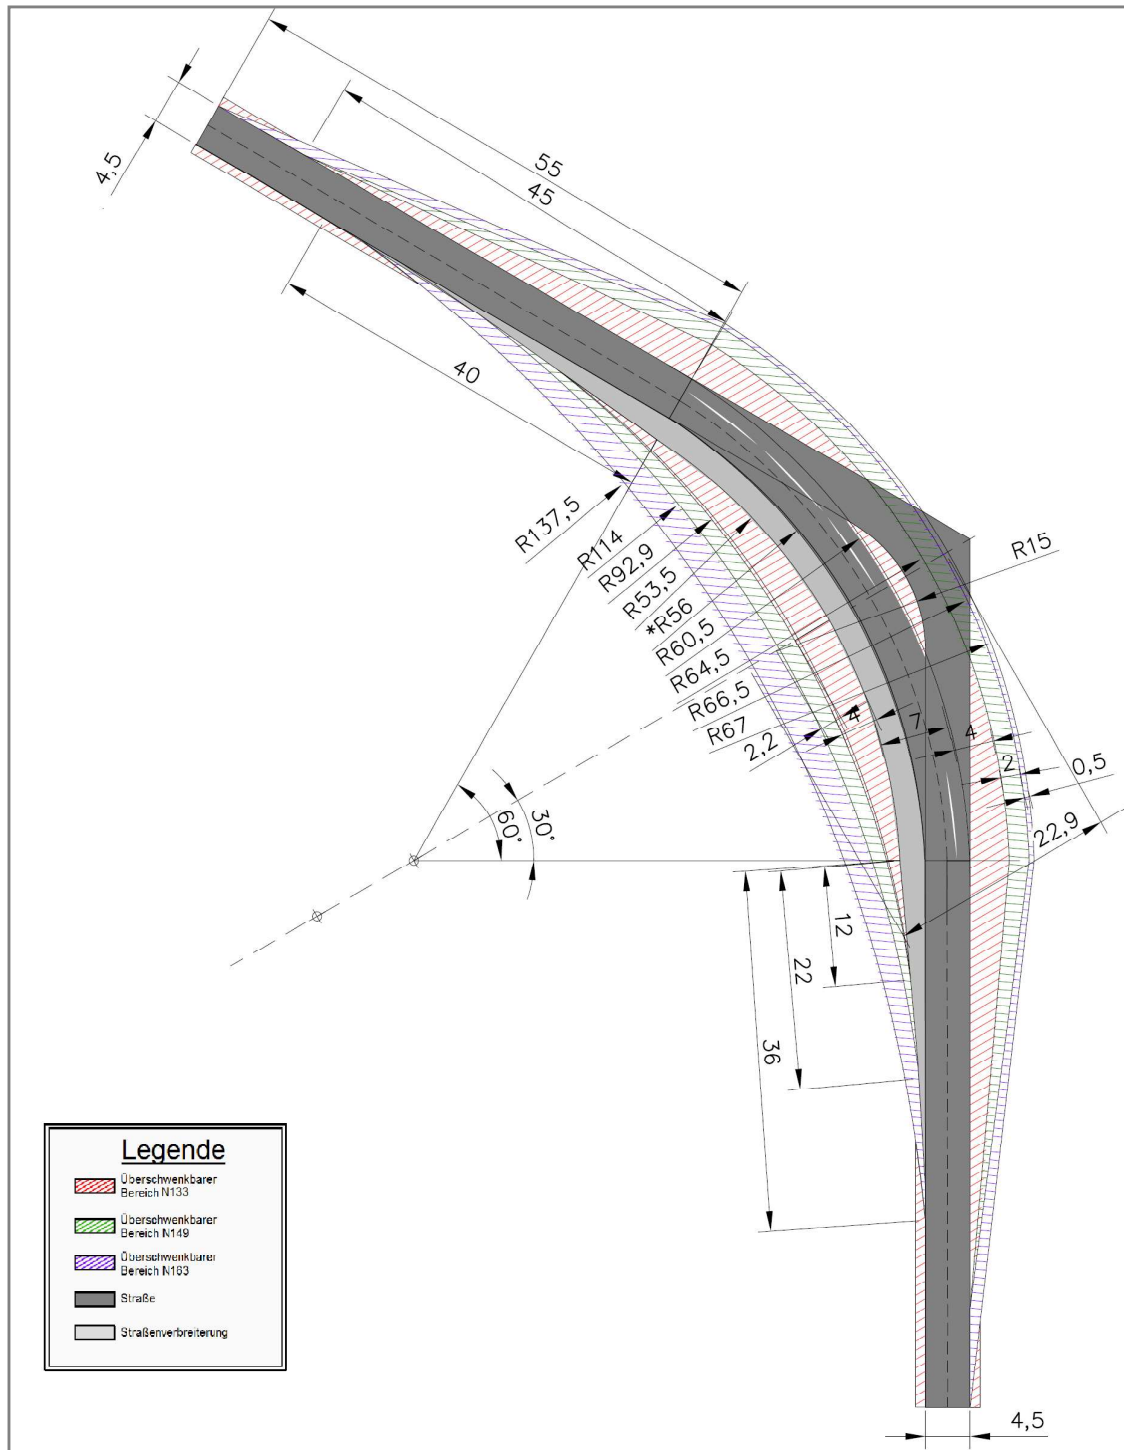 55
45
4,5
40
R137,5
R114
R92,9
R53,5
*R56
R60,5
R64,5
R66,5
R67
R15
2,2
4
7
4
2
0,5
22,9
60°
30°
12
22
36
Legende
Überschwenkbarer
Bereich N133
Überschwenkbarer
Bereich N149
Überschwenkbarer
Bereich N163
Straße
Straßenverbreiterung
4,5